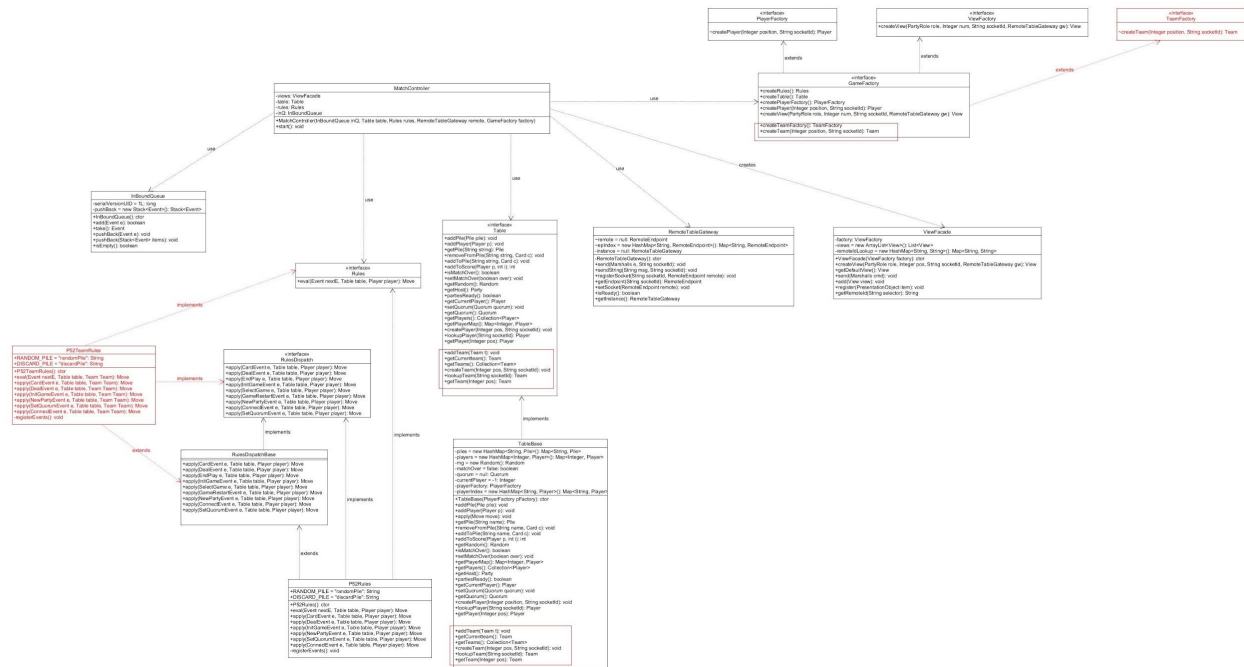 «interface»
PlayerFactory
~createPlayer(Integer position, String socketId): Player
«interface»
ViewFactory
+createView(PartyRole role, Integer num, String socketId, RemoteTableGateway gw): View
«interface»
TeamFactory
~createTeam(Integer position, String socketId): Team
extends
extends
extends
«interface»
GameFactory
+createRules(): Rules
+createTable(): Table
+createPlayerFactory(): PlayerFactory
+createPlayer(Integer position, String socketId): Player
+createView(PartyRole role, Integer num, String socketId, RemoteTableGateway gw): View
+createTeamFactory(): TeamFactory
+createTeam(Integer position, String socketId): Team
MatchController
-views: ViewFacade
-table: Table
-rules: Rules
-inQ: InBoundQueue
+MatchController(InBoundQueue inQ, Table table, Rules rules, RemoteTableGateway remote, GameFactory factory)
+start(): void
use
use
use
use
use
creates
InBoundQueue
-serialVersionUID = 1L: long
-pushBack = new Stack<Event>(): Stack<Event>
+InBoundQueue(): ctor
+add(Event e): boolean
+take(): Event
+pushBack(Event e): void
+pushBack(Stack<Event> items): void
+isEmpty(): boolean
«interface»
Rules
+eval(Event nextE, Table table, Player player): Move
«interface»
Table
+addPile(Pile pile): void
+addPlayer(Player p): void
+getPile(String string): Pile
+removeFromPile(String string, Card c): void
+addToPile(String string, Card c): void
+addToScore(Player p, int i): int
+isMatchOver(): boolean
+setMatchOver(boolean over): void
+getRandom(): Random
+getHost(): Party
+partiesReady(): boolean
+getCurrentPlayer(): Player
+setQuorum(Quorum quorum): void
+getQuorum(): Quorum
+getPlayers(): Collection<Player>
+getPlayerMap(): Map<Integer, Player>
+createPlayer(Integer pos, String socketId): void
+lookupPlayer(String socketId): Player
+getPlayer(Integer pos): Player
+addTeam(Team t): void
+getCurrentteam(): Team
+getTeams(): Collection<Team>
+createTeam(Integer pos, String socketId): void
+lookupTeam(String socketId): Team
+getTeam(Integer pos): Team
RemoteTableGateway
~remote = null: RemoteEndpoint
-epIndex = new HashMap<String, RemoteEndpoint>(): Map<String, RemoteEndpoint>
-instance = null: RemoteTableGateway
-RemoteTableGateway(): ctor
+send(Marshalls e, String socketId): void
+sendString(String msg, String socketId): void
+registerSocket(String socketId, RemoteEndpoint remote): void
+getEndpoint(String socketId): RemoteEndpoint
+setSocket(RemoteEndpoint remote): void
+isReady(): boolean
+getInstance(): RemoteTableGateway
ViewFacade
-factory: ViewFactory
-views = new ArrayList<View>(): List<View>
-remoteIdLookup = new HashMap<String, String>(): Map<String, String>
+ViewFacade(ViewFactory factory): ctor
+createView(PartyRole role, Integer pos, String socketId, RemoteTableGateway gw): View
+getDefaultView(): View
+send(Marshalls cmd): void
+add(View view): void
+register(PresentationObject item): void
+getRemoteId(String selector): String
implements
P52TeamRules
+RANDOM_PILE = "randomPile": String
+DISCARD_PILE = "discardPile": String
+P52TeamRules(): ctor
+eval(Event nextE, Table table, Team Team): Move
+apply(CardEvent e, Table table, Team Team): Move
+apply(DealEvent e, Table table, Team Team): Move
+apply(InitGameEvent e, Table table, Team Team): Move
+apply(NewPartyEvent e, Table table, Team Team): Move
+apply(SetQuorumEvent e, Table table, Team Team): Move
+apply(ConnectEvent e, Table table, Team Team): Move
-registerEvents(): void
implements
extends
«interface»
RulesDispatch
+apply(CardEvent e, Table table, Player player): Move
+apply(DealEvent e, Table table, Player player): Move
+apply(EndPlay e, Table table, Player player): Move
+apply(InitGameEvent e, Table table, Player player): Move
+apply(SelectGame e, Table table, Player player): Move
+apply(GameRestartEvent e, Table table, Player player): Move
+apply(NewPartyEvent e, Table table, Player player): Move
+apply(ConnectEvent e, Table table, Player player): Move
+apply(SetQuorumEvent e, Table table, Player player): Move
implements
implements
implements
implements
RulesDispatchBase
+apply(CardEvent e, Table table, Player player): Move
+apply(DealEvent e, Table table, Player player): Move
+apply(EndPlay e, Table table, Player player): Move
+apply(InitGameEvent e, Table table, Player player): Move
+apply(SelectGame e, Table table, Player player): Move
+apply(GameRestartEvent e, Table table, Player player): Move
+apply(NewPartyEvent e, Table table, Player player): Move
+apply(ConnectEvent e, Table table, Player player): Move
+apply(SetQuorumEvent e, Table table, Player player): Move
extends
P52Rules
+RANDOM_PILE = "randomPile": String
+DISCARD_PILE = "discardPile": String
+P52Rules(): ctor
+eval(Event nextE, Table table, Player player): Move
+apply(CardEvent e, Table table, Player player): Move
+apply(DealEvent e, Table table, Player player): Move
+apply(InitGameEvent e, Table table, Player player): Move
+apply(NewPartyEvent e, Table table, Player player): Move
+apply(SetQuorumEvent e, Table table, Player player): Move
+apply(ConnectEvent e, Table table, Player player): Move
-registerEvents(): void
TableBase
-piles = new HashMap<String, Pile>(): Map<String, Pile>
-players = new HashMap<Integer, Player>(): Map<Integer, Player>
-rng = new Random(): Random
-matchOver = false: boolean
-quorum = null: Quorum
-currentPlayer = -1: Integer
-playerFactory: PlayerFactory
-playerIndex = new HashMap<String, Player>(): Map<String, Player>
+TableBase(PlayerFactory pFactory): ctor
+addPile(Pile pile): void
+addPlayer(Player p): void
+apply(Move move): void
+getPile(String name): Pile
+removeFromPile(String name, Card c): void
+addToPile(String name, Card c): void
+addToScore(Player p, int i): int
+getRandom(): Random
+isMatchOver(): boolean
+setMatchOver(boolean over): void
+getPlayerMap(): Map<Integer, Player>
+getPlayers(): Collection<Player>
+getHost(): Party
+partiesReady(): boolean
+getCurrentPlayer(): Player
+setQuorum(Quorum quorum): void
+getQuorum(): Quorum
+createPlayer(Integer position, String socketId): void
+lookupPlayer(String socketId): Player
+getPlayer(Integer pos): Player
+addTeam(Team t): void
+getCurrentteam(): Team
+getTeams(): Collection<Team>
+createTeam(Integer pos, String socketId): void
+lookupTeam(String socketId): Team
+getTeam(Integer pos): Team